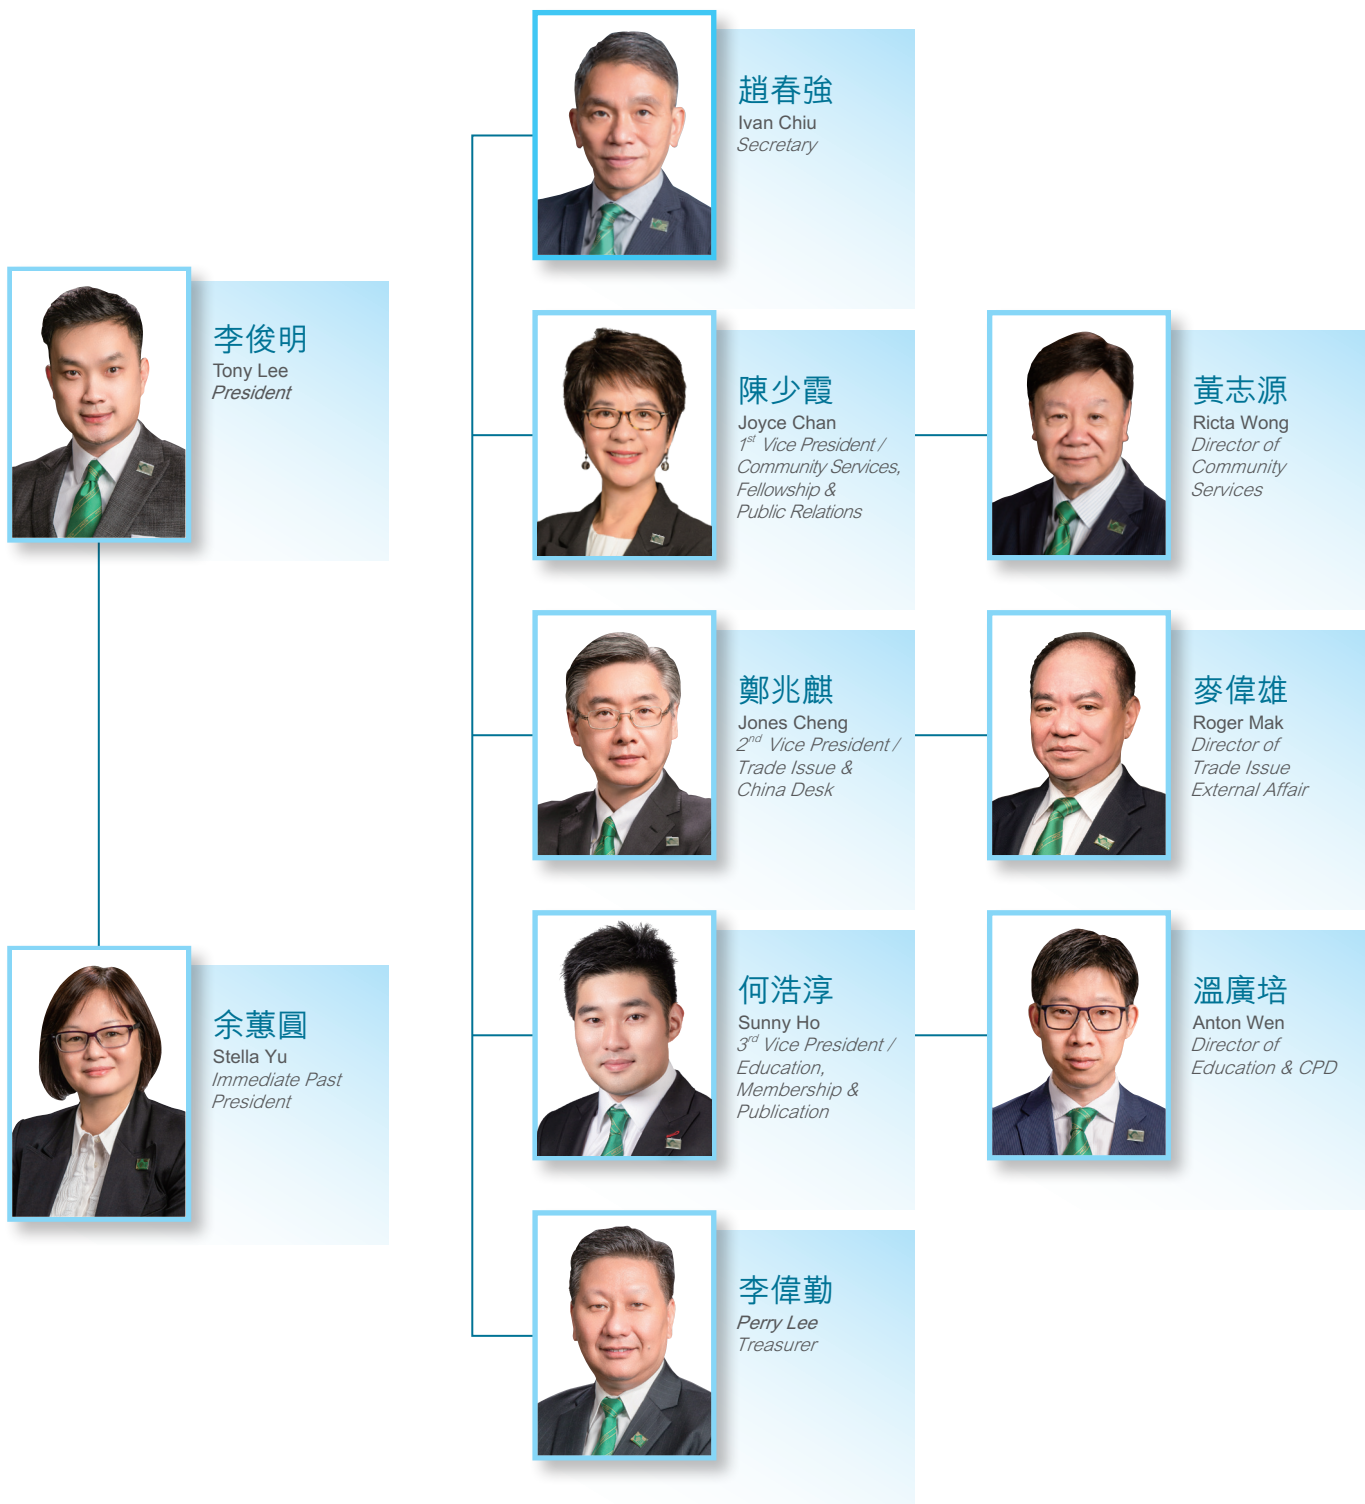 李俊明
Tony Lee
President
余蕙圓
Stella Yu
Immediate Past
President
趙春強
Ivan Chiu
Secretary
陳少霞
Joyce Chan
1st Vice President /
Community Services,
Fellowship &
Public Relations
黃志源
Ricta Wong
Director of
Community
Services
鄭兆麒
Jones Cheng
2nd Vice President /
Trade Issue &
China Desk
麥偉雄
Roger Mak
Director of
Trade Issue
External Affair
何浩淳
Sunny Ho
3rd Vice President /
Education,
Membership &
Publication
溫廣培
Anton Wen
Director of
Education & CPD
李偉勤
Perry Lee
Treasurer